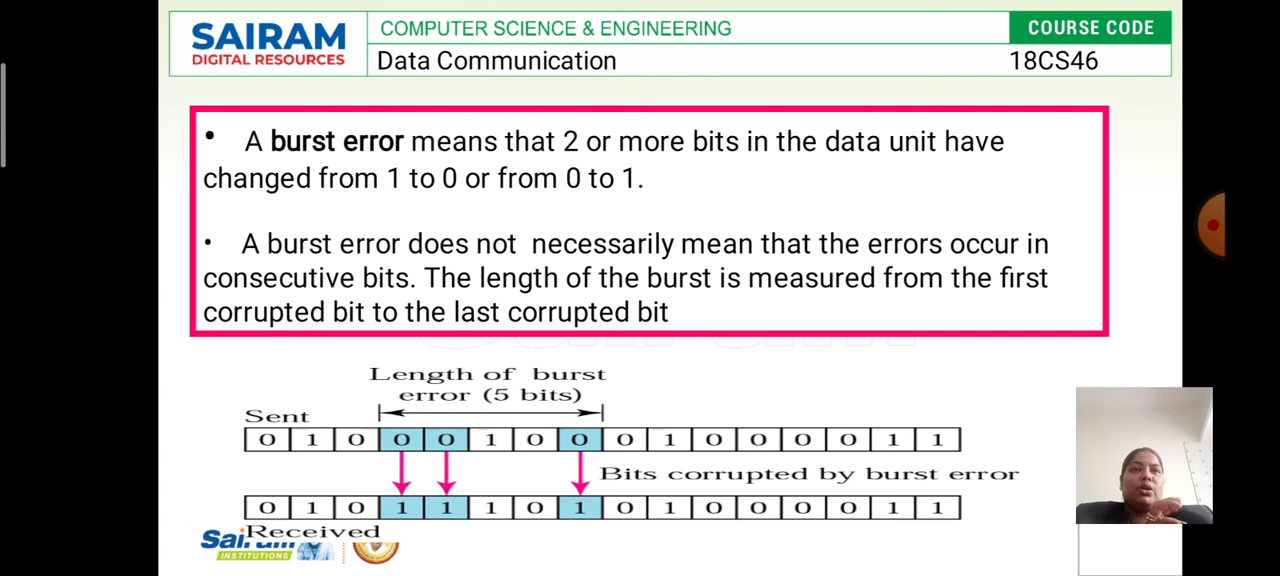 SAIRAM
DIGITAL RESOURCES
COMPUTER SCIENCE & ENGINEERING
COURSE CODE
Data Communication
18CS46
• A burst error means that 2 or more bits in the data unit have
changed from 1 to 0 or from 0 to 1.
• A burst error does not necessarily mean that the errors occur in
consecutive bits. The length of the burst is measured from the first
corrupted bit to the last corrupted bit
Length of burst
error (5 bits)
Sent
0 1 0 0 0 1 0 0 0 1 0 0 0 0 1 1
Bits corrupted by burst error
0 1 0 1 1 1 0 1 0 1 0 0 0 0 1 1
Received
Sairam
INSTITUTIONS